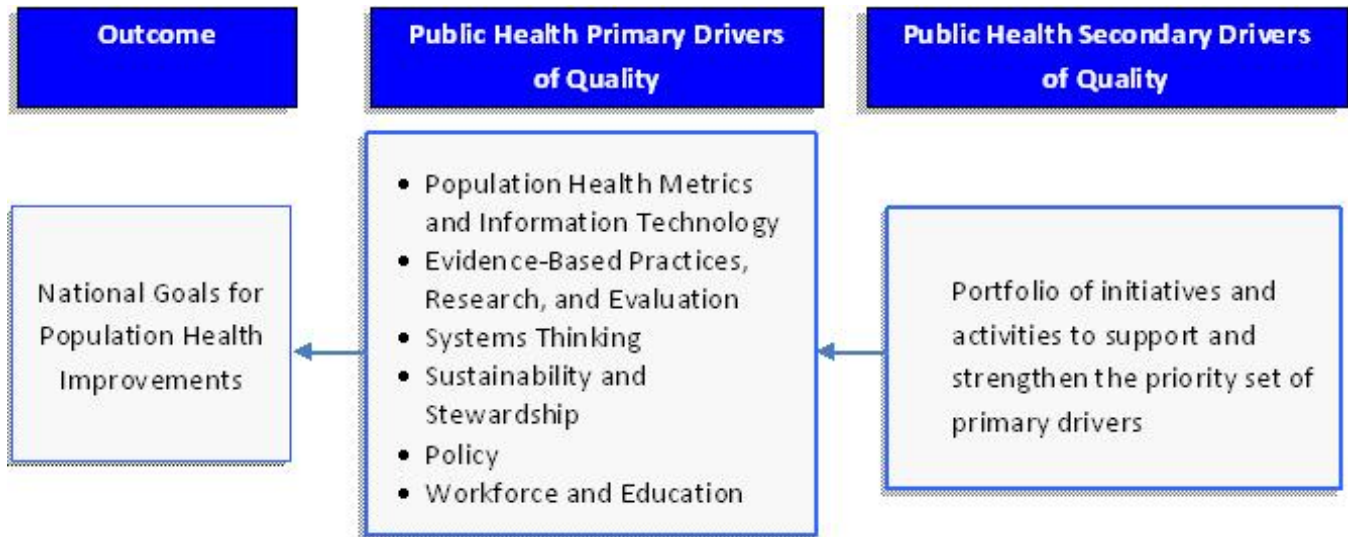 Outcome
Public Health Primary Drivers
of Quality
Public Health Secondary Drivers
of Quality
National Goals for
Population Health
Improvements
• Population Health Metrics
and Information Technology
• Evidence-Based Practices,
Research, and Evaluation
• Systems Thinking
• Sustainability and
Stewardship
• Policy
• Workforce and Education
Portfolio of initiatives and
activities to support and
strengthen the priority set of
primary drivers